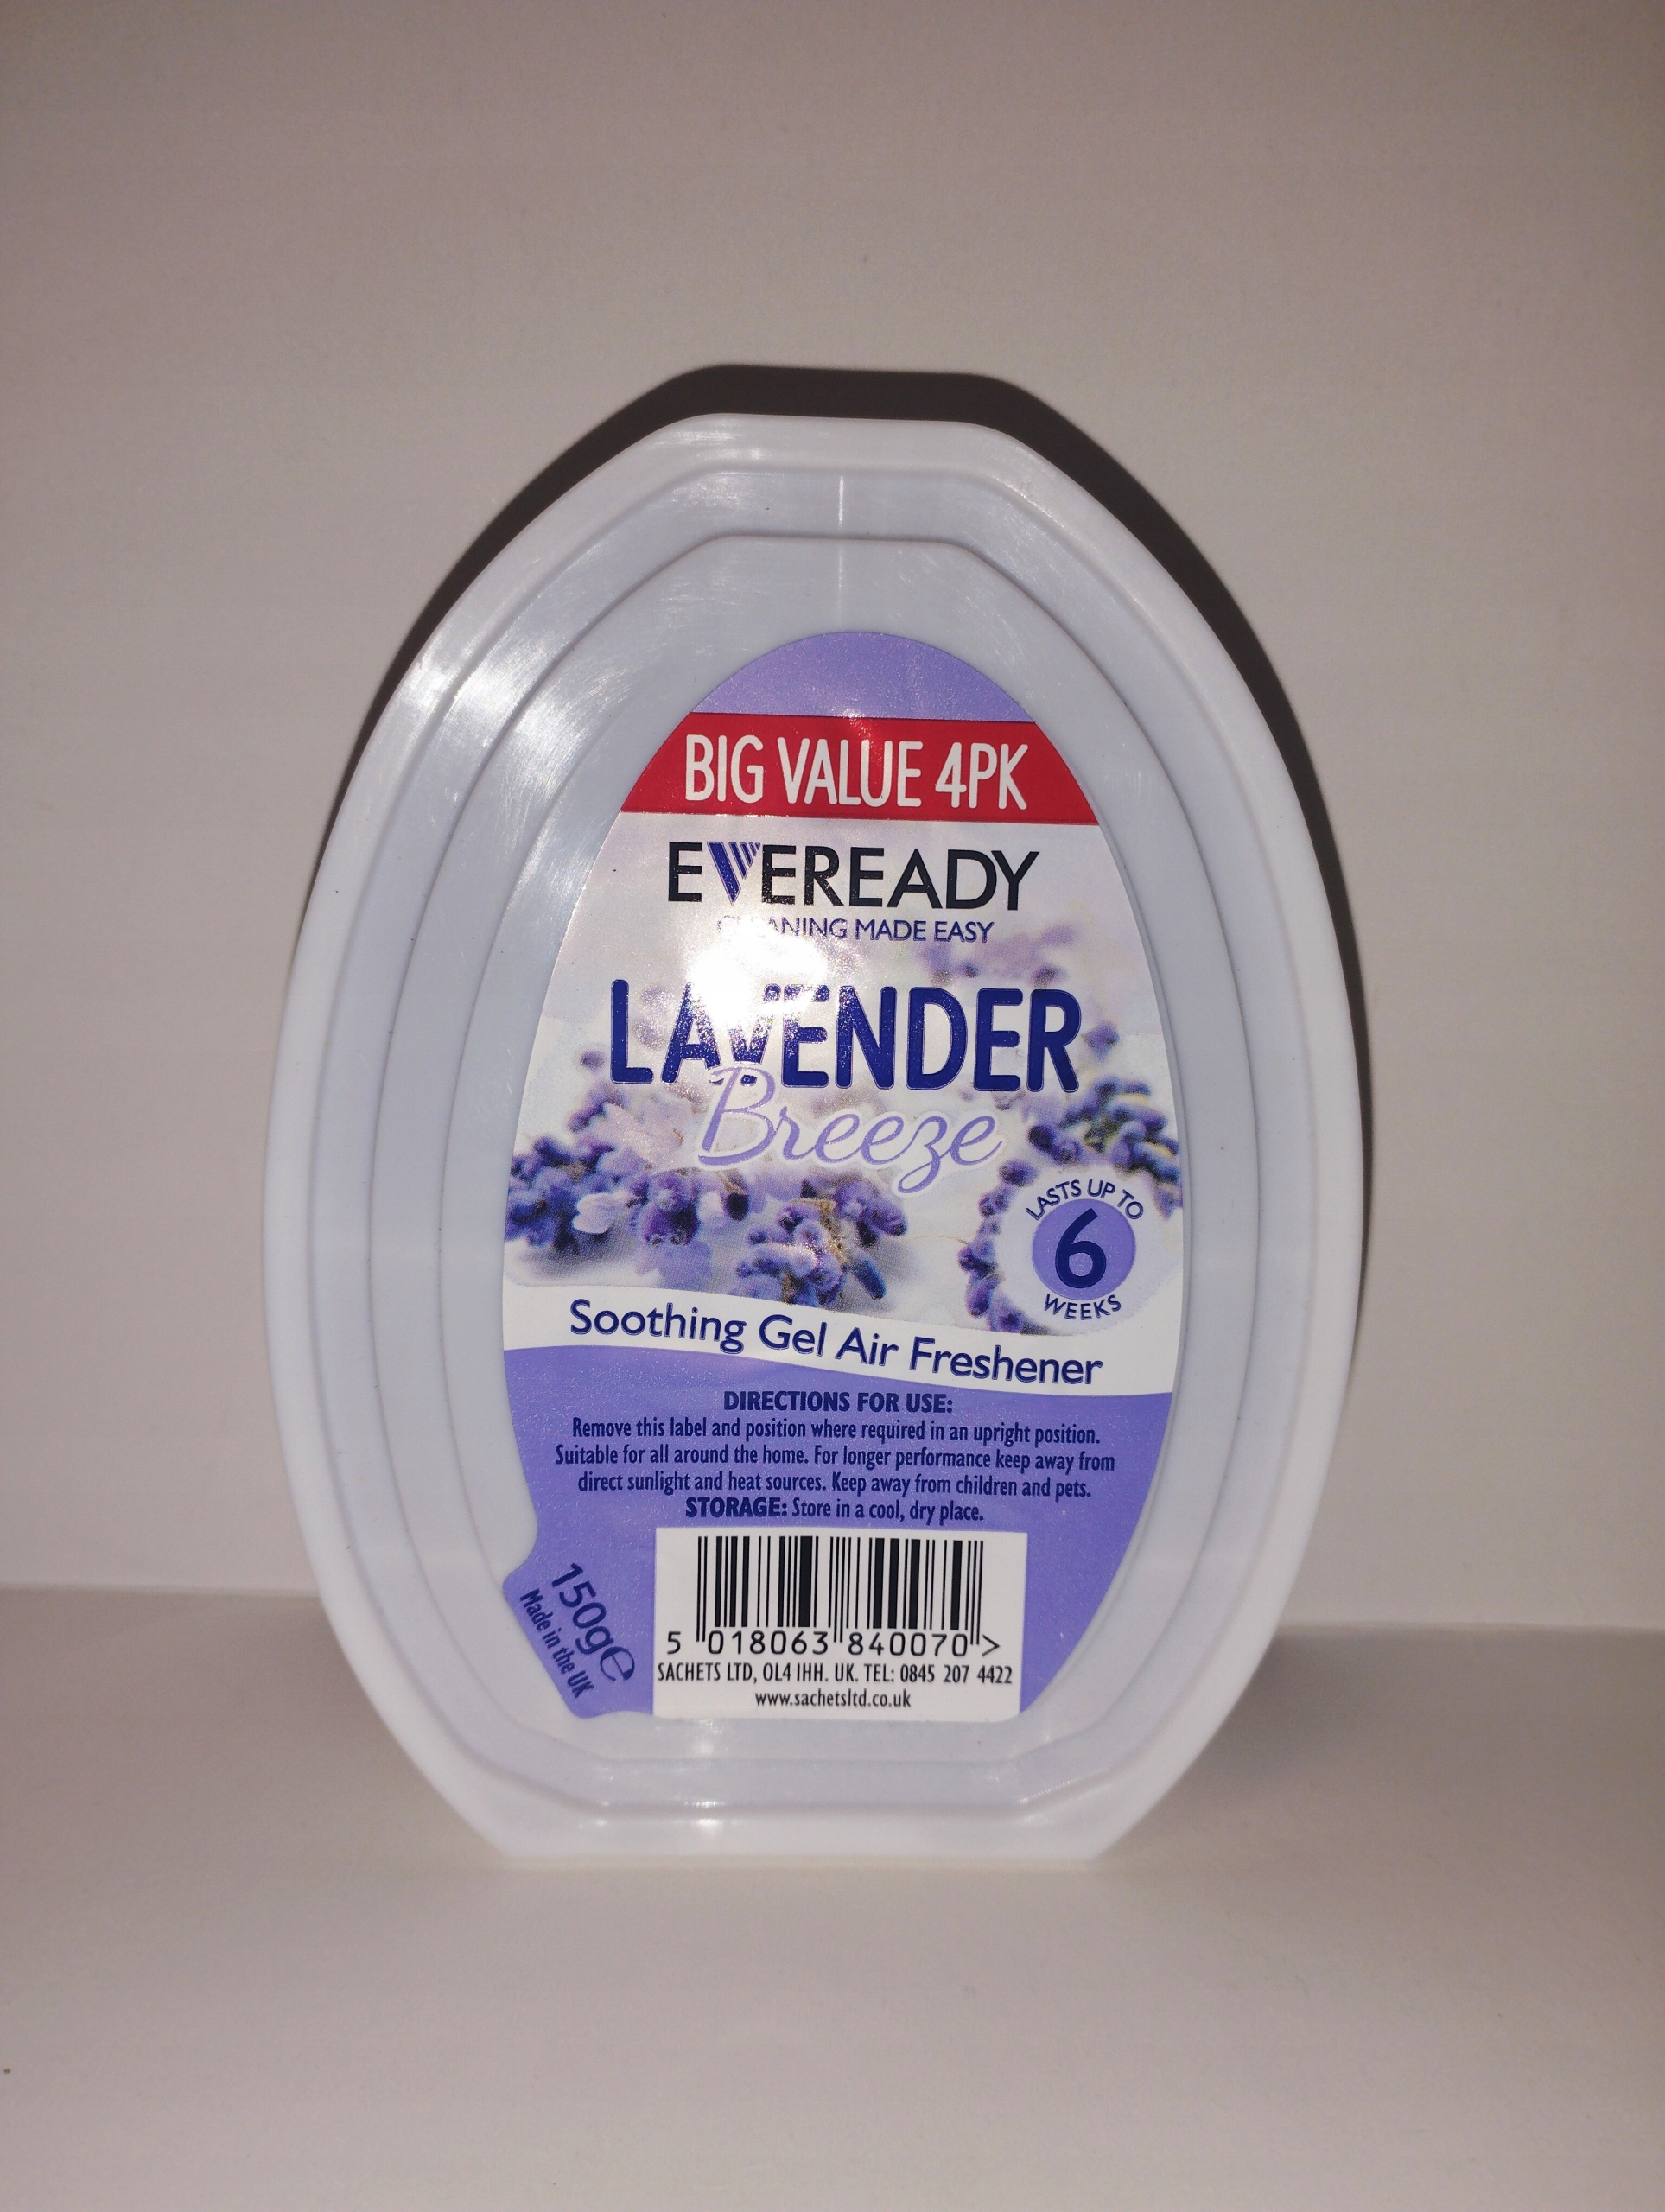 BIG VALUE 4PK
EVEREADY
CLEANING MADE EASY
LAVENDER
Breeze
LASTS UP TO
6
WEEKS
Soothing Gel Air Freshener
DIRECTIONS FOR USE:
Remove this label and position where required in an upright position.
Suitable for all around the home. For longer performance keep away from
direct sunlight and heat sources. Keep away from children and pets.
STORAGE: Store in a cool, dry place.
150g℮
Made in the UK
5 018063 840070 >
SACHETS LTD, OL4 1HH. UK. TEL: 0845 207 4422
www.sachetsltd.co.uk